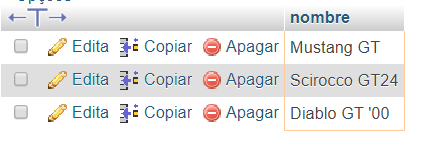 nombre
Edita Copiar Apagar Mustang GT
Edita Copiar Apagar Scirocco GT24
Edita Copiar Apagar Diablo GT '00